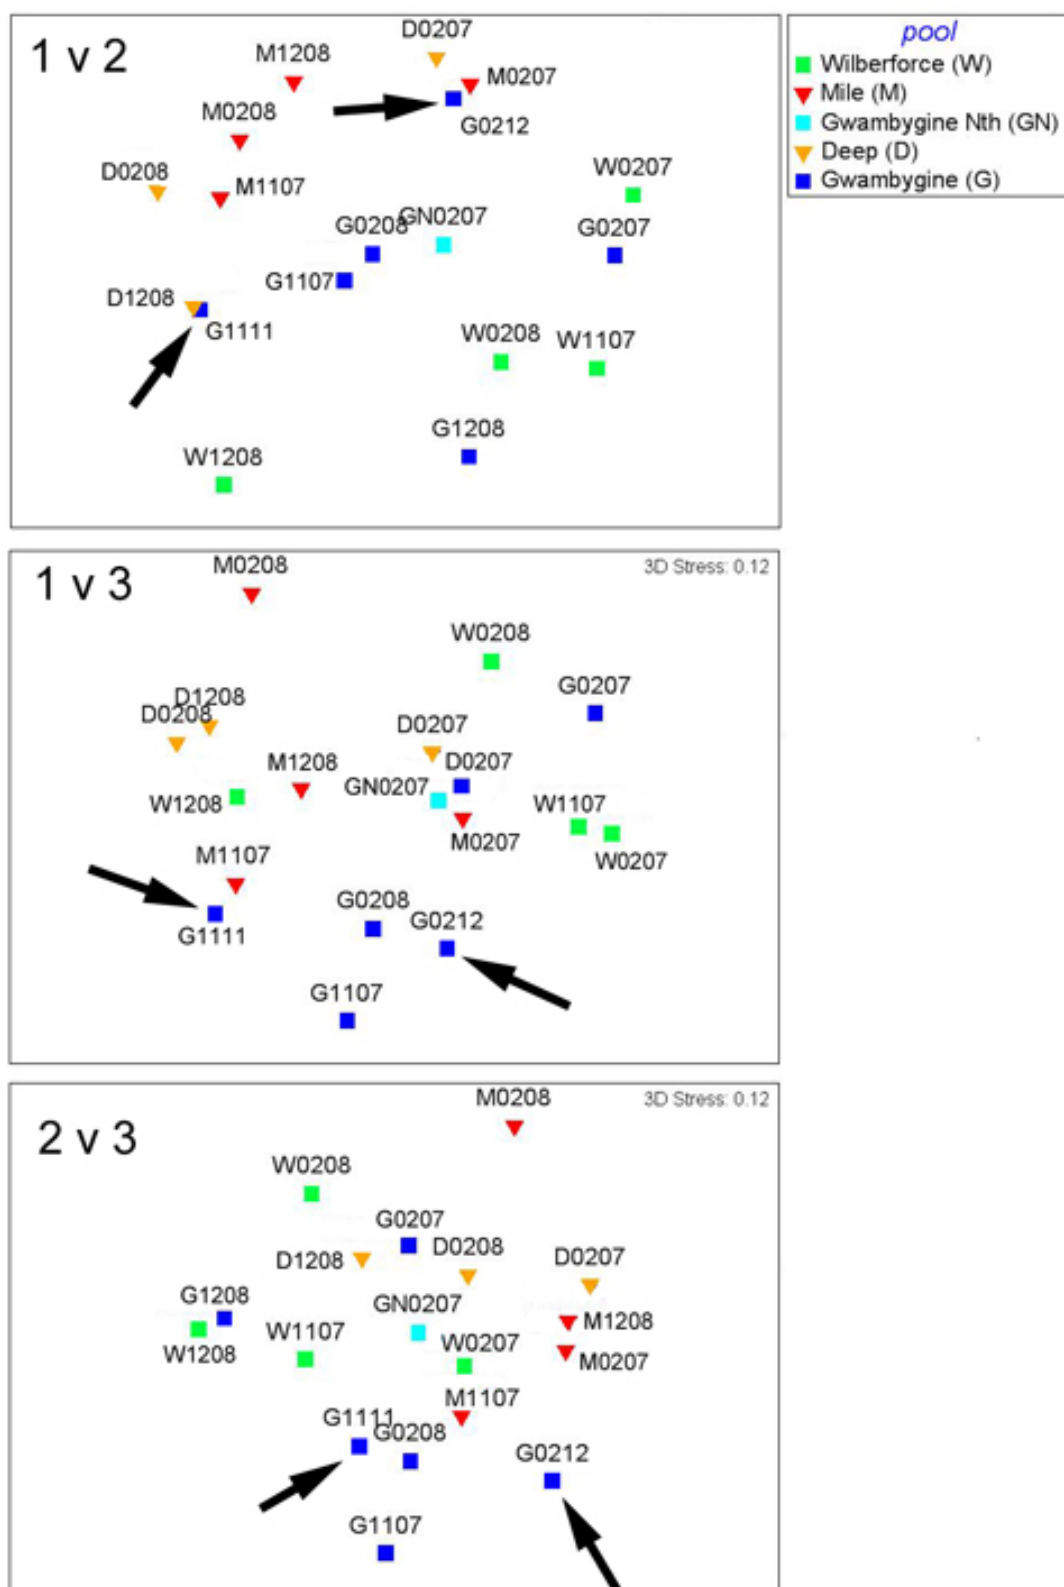 1 v 2
D0207
M1208
M0207
G0212
M0208
D0208
M1107
W0207
G0208
GN0207
G0207
G1107
D1208
G1111
W0208
W1107
G1208
W1208
pool
Wilberforce (W)
Mile (M)
Gwambygine Nth (GN)
Deep (D)
Gwambygine (G)
1 v 3
M0208
3D Stress: 0.12
W0208
G0207
D1208
D0208
D0207
M1208
D0207
GN0207
W1208
W1107
M0207
W0207
M1107
G0208
G0212
G1111
G1107
2 v 3
M0208
3D Stress: 0.12
W0208
G0207
D0208
D1208
D0207
G1208
GN0207
M1208
W1107
W0207
W1208
M0207
M1107
G1111
G0208
G0212
G1107